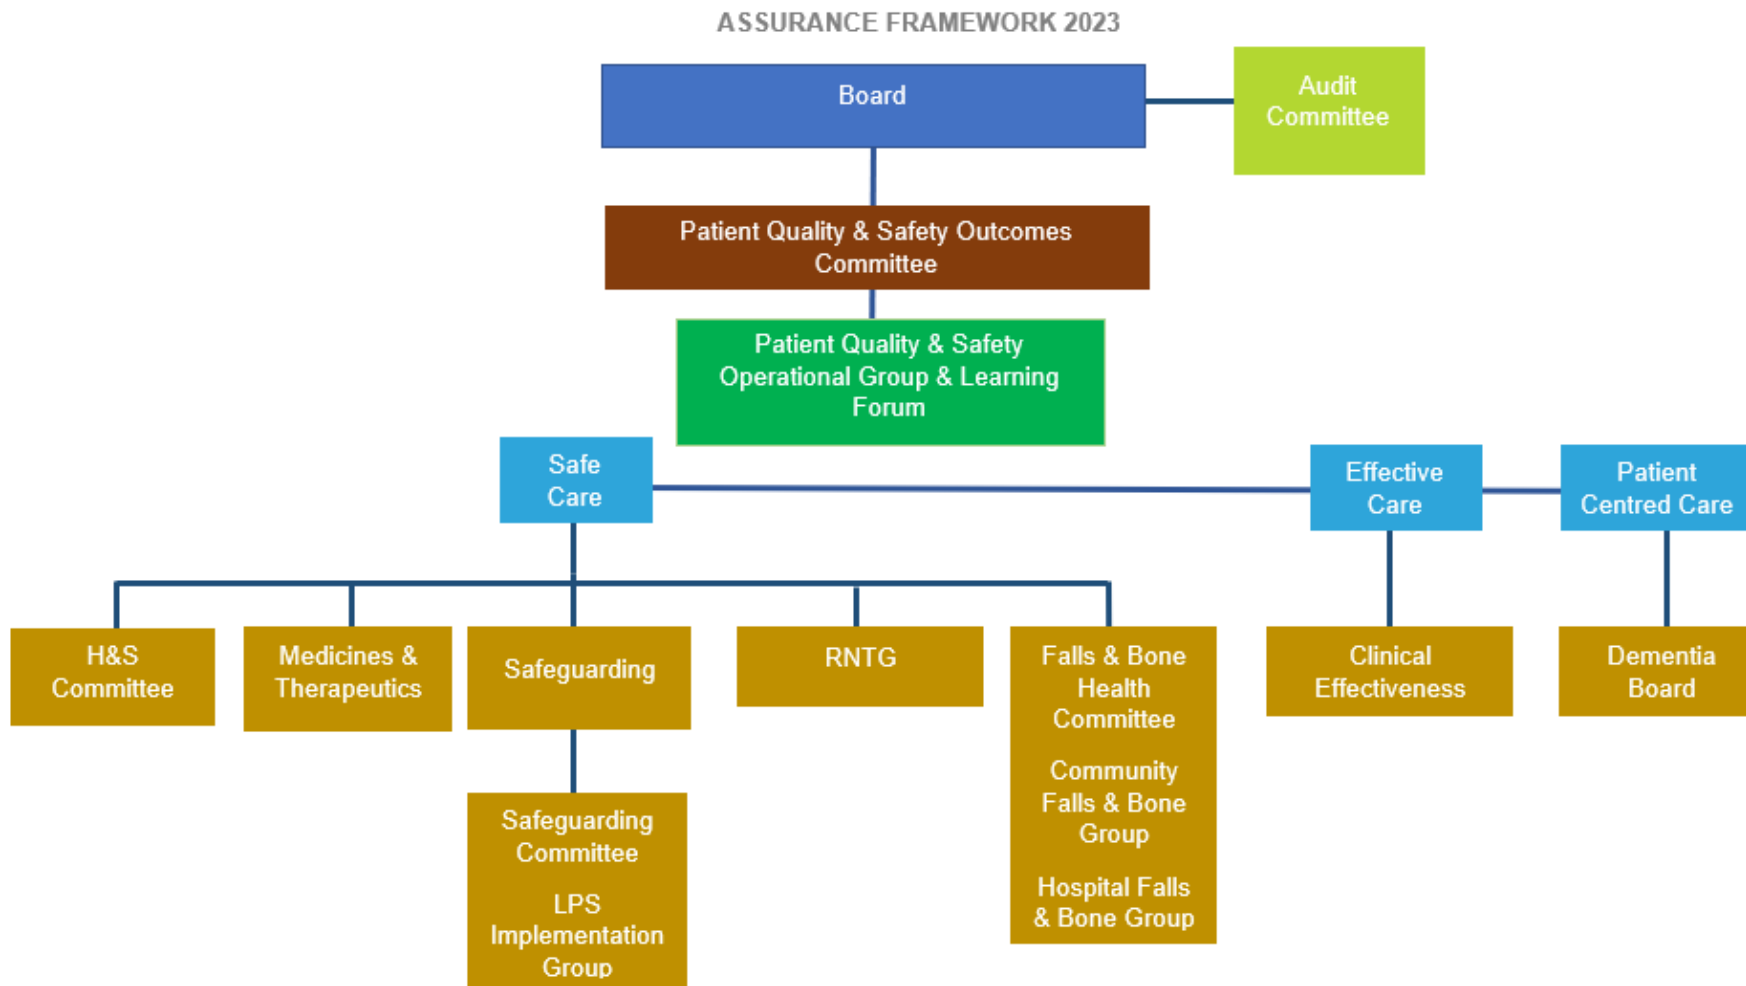 ASSURANCE FRAMEWORK 2023
Board
Audit
Committee
Patient Quality & Safety Outcomes
Committee
Patient Quality & Safety
Operational Group & Learning
Forum
Safe
Care
Effective
Care
Patient
Centred Care
H&S
Committee
Medicines &
Therapeutics
Safeguarding
RNTG
Falls & Bone
Health
Committee
Community
Falls & Bone
Group
Hospital Falls
& Bone Group
Clinical
Effectiveness
Dementia
Board
Safeguarding
Committee
LPS
Implementation
Group